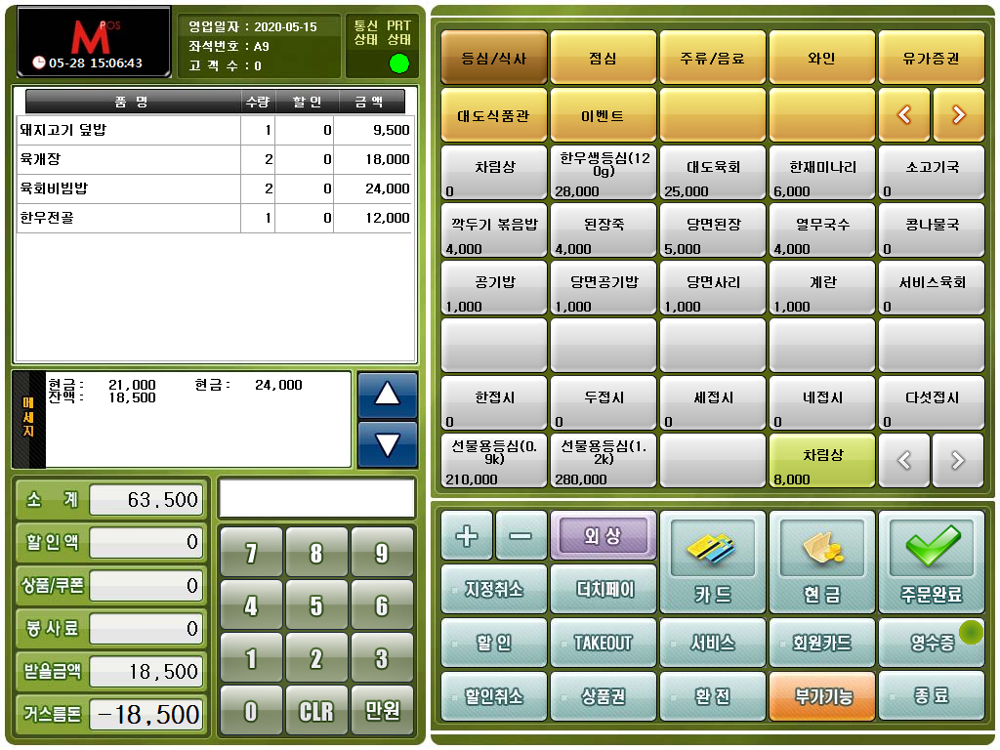 M POS
05-28 15:06:43
영업일자 : 2020-05-15
좌석번호 : A9
고 객 수 : 0
통신 PRT
상태 상태
품 명 수량 할 인 금 액
돼지고기 덮밥 1 0 9,500
육개장 2 0 18,000
육회비빔밥 2 0 24,000
한우전골 1 0 12,000
메세지
현금: 21,000 현금: 24,000
잔액: 18,500
소 계 63,500
할인액 0
상품/쿠폰 0
봉사료 0
받을금액 18,500
거스름돈 -18,500
7 8 9
4 5 6
1 2 3
0 CLR 만원
등심/식사 점심 주류/음료 와인 유가증권
대도식품관 이벤트 < >
차림상 한우생등심(12
0g) 대도육회 한재미나리 소고기국
0 28,000 25,000 6,000 0
깍두기 볶음밥 된장죽 당면된장 열무국수 콩나물국
4,000 4,000 5,000 4,000 0
공기밥 당면공기밥 당면사리 계란 서비스육회
1,000 1,000 1,000 1,000 0
한접시 두접시 세접시 네접시 다섯접시
0 0 0 0 0
선물용등심(0.
9k) 선물용등심(1.
2k) 차림상 < >
210,000 280,000 8,000
+ - 외상
지정취소 더치페이 카드 현금 주문완료
할인 TAKEOUT 서비스 회원카드 영수증
할인취소 상품권 환전 부가기능 종료